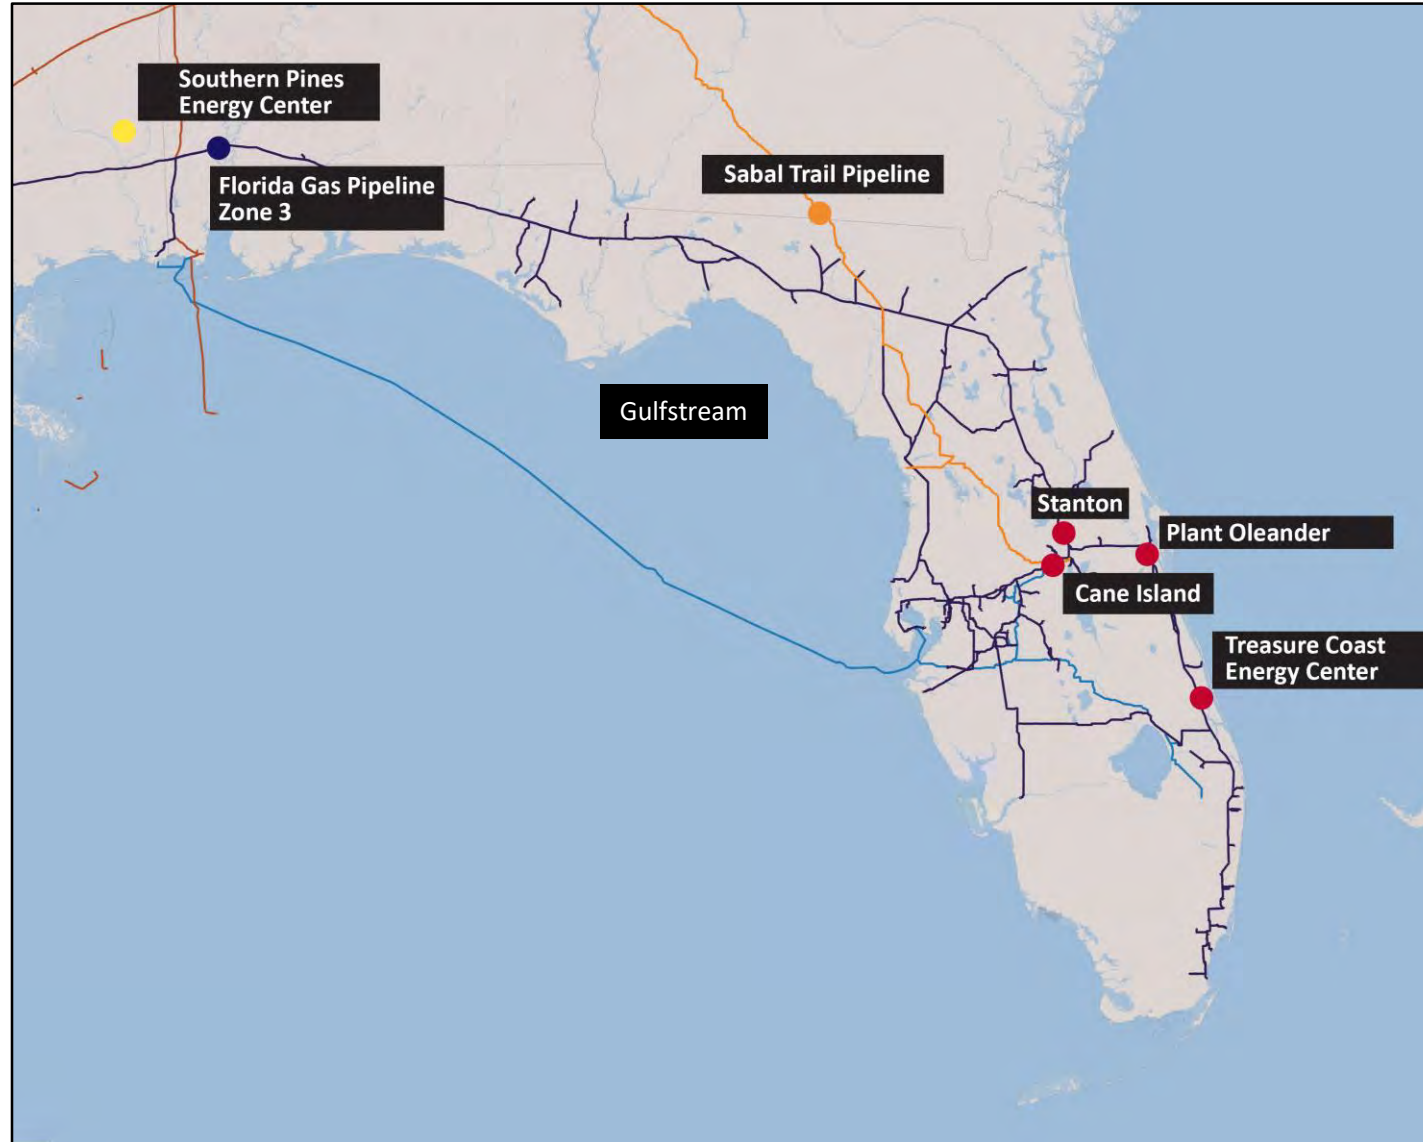 Southern Pines
Energy Center
Florida Gas Pipeline
Zone 3
Sabal Trail Pipeline
Gulfstream
Stanton
Plant Oleander
Cane Island
Treasure Coast
Energy Center